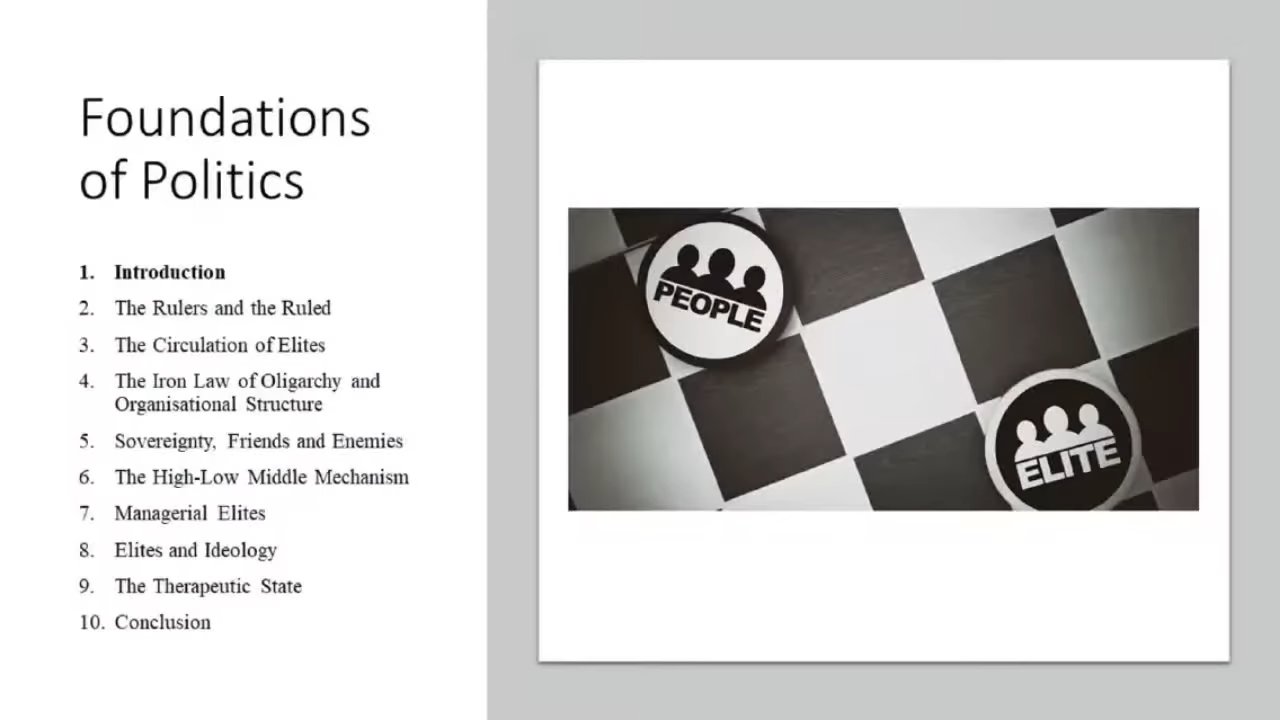 Foundations
of Politics
1. Introduction
2. The Rulers and the Ruled
3. The Circulation of Elites
4. The Iron Law of Oligarchy and
Organisational Structure
5. Sovereignty, Friends and Enemies
6. The High-Low Middle Mechanism
7. Managerial Elites
8. Elites and Ideology
9. The Therapeutic State
10. Conclusion
PEOPLE
ELITE